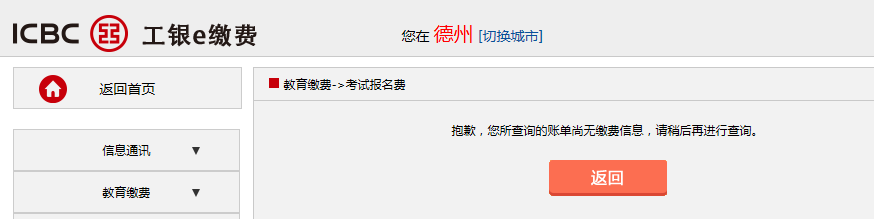 ICBC 工银e缴费
您在 德州 [切换城市]
返回首页
教育缴费->考试报名费
抱歉，您所查询的账单尚无缴费信息，请稍后再进行查询。
信息通讯 ▼
返回
教育缴费 ▼